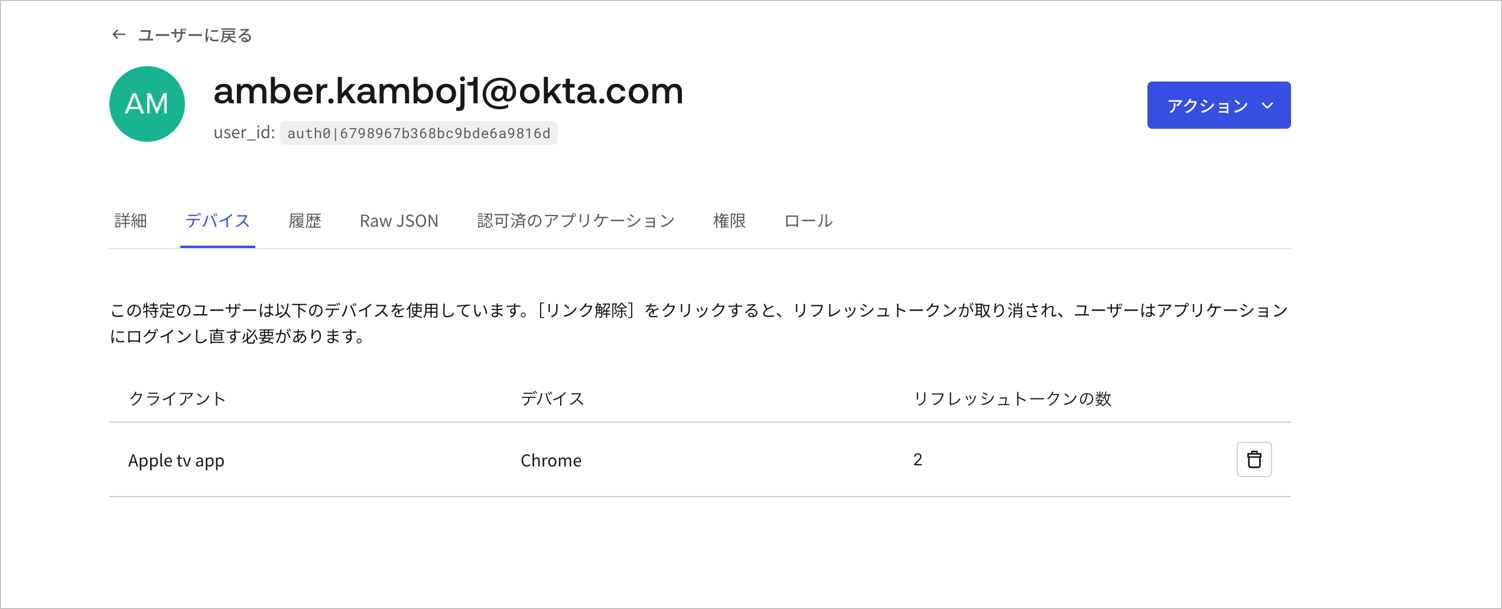 ← ユーザーに戻る
AM
amber.kamboj1@okta.com
user_id: auth0|6798967b368bc9bde6a9816d
アクション
詳細 デバイス 履歴 Raw JSON 認可済のアプリケーション 権限 ロール
この特定のユーザーは以下のデバイスを使用しています。［リンク解除］をクリックすると、リフレッシュトークンが取り消され、ユーザーはアプリケーション
にログインし直す必要があります。
クライアント デバイス リフレッシュトークンの数
Apple tv app Chrome 2